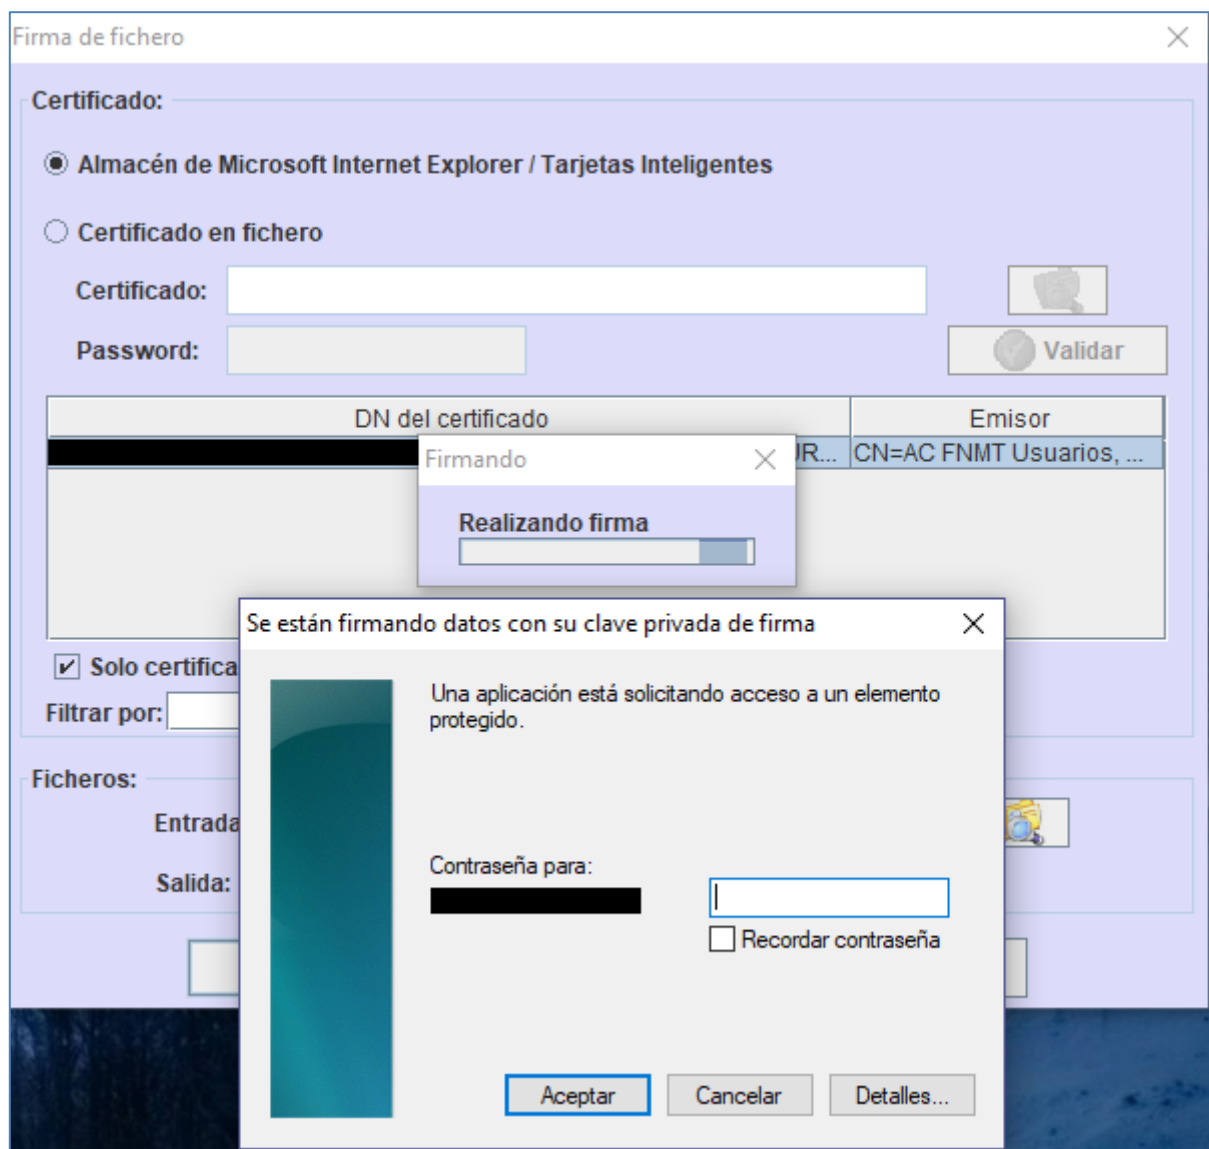 Firma de fichero
Certificado:
Almacén de Microsoft Internet Explorer / Tarjetas Inteligentes
Certificado en fichero
Certificado:
Password:
Validar
DN del certificado
Emisor
JR...
CN=AC FNMT Usuarios, ...
Firmando
Realizando firma
Se están firmando datos con su clave privada de firma
Solo certifica
Una aplicación está solicitando acceso a un elemento
protegido.
Filtrar por:
Ficheros:
Entrada
Salida:
Contraseña para:
Recordar contraseña
Aceptar
Cancelar
Detalles...